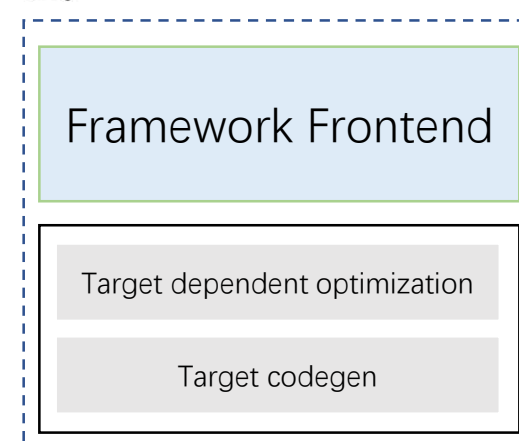 Framework Frontend
Target dependent optimization
Target codegen